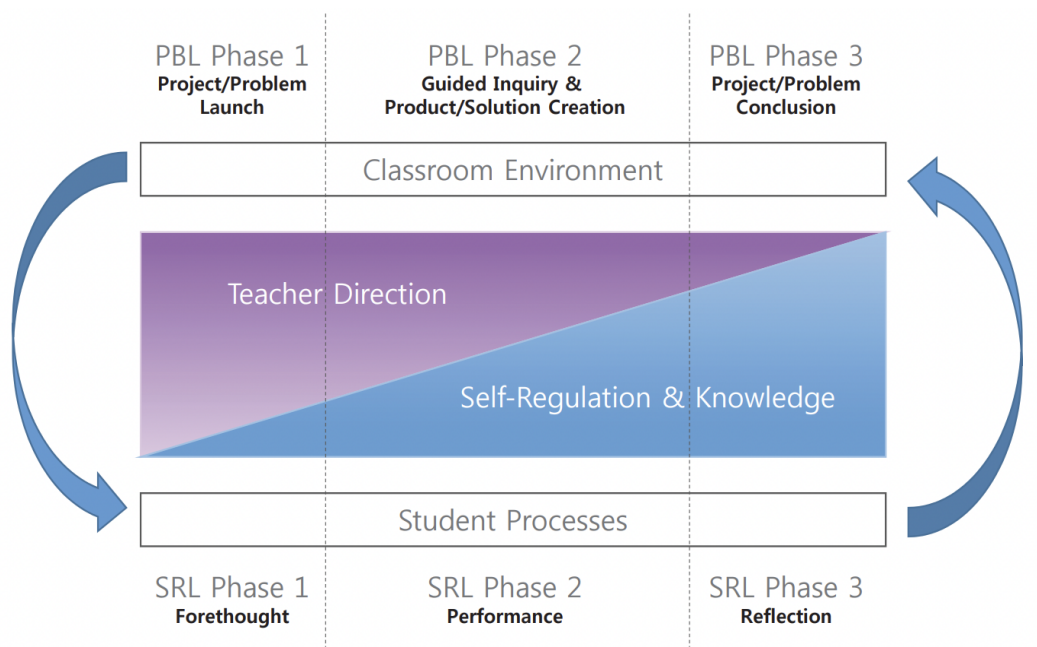 PBL Phase 1
Project/Problem
Launch
PBL Phase 2
Guided Inquiry &
Product/Solution Creation
PBL Phase 3
Project/Problem
Conclusion
Classroom Environment
Teacher Direction
Self-Regulation & Knowledge
Student Processes
SRL Phase 1
Forethought
SRL Phase 2
Performance
SRL Phase 3
Reflection